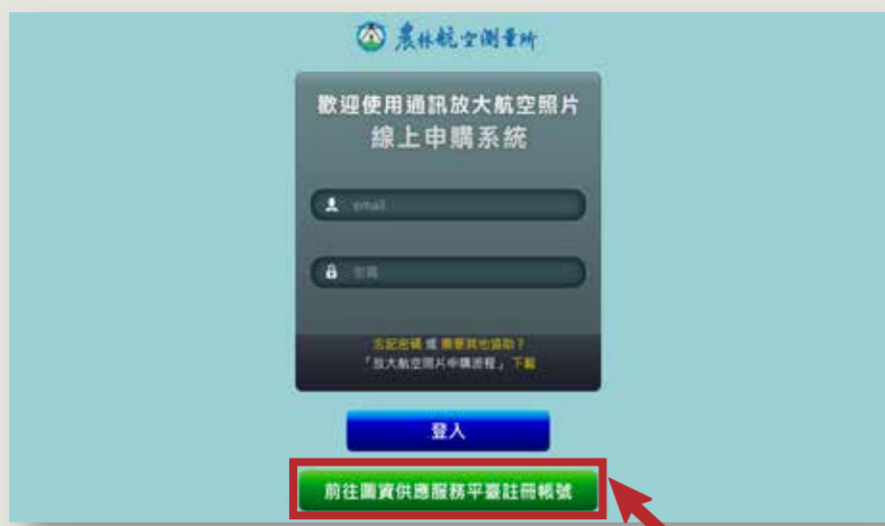 農林航空測量所
歡迎使用通訊放大航空照片
線上申購系統
email
密碼
忘記密碼 或 需要其他協助?
「放大航空照片申購流程」下載
登入
前往圖資供應服務平臺註冊帳號